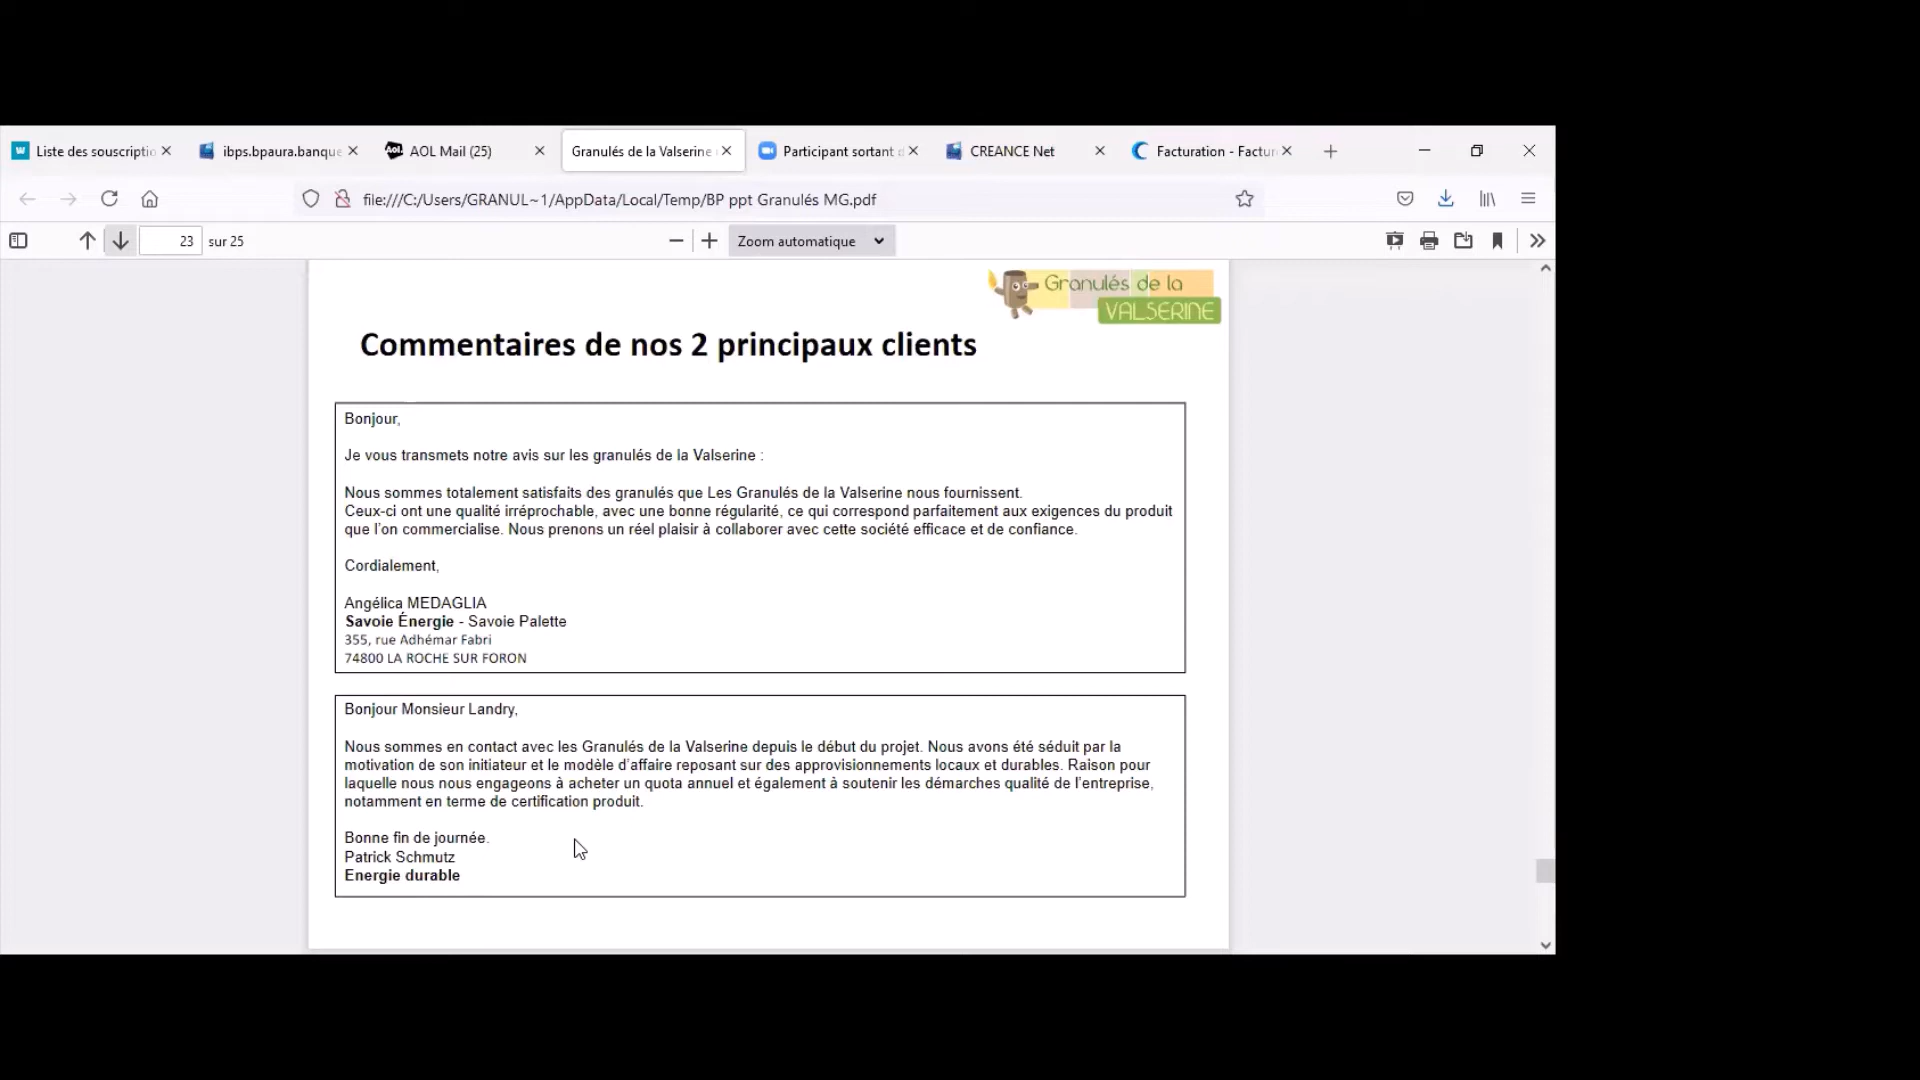 Liste des souscriptio
ibps.bpaura.banque
AOL Mail (25)
Granulés de la Valserine
Participant sortant d
CREANCE Net
Facturation - Factur
file:///C:/Users/GRANUL~1/AppData/Local/Temp/BP ppt Granulés MG.pdf
23 sur 25
Zoom automatique
Granulés de la
VALSERINE
Commentaires de nos 2 principaux clients
Bonjour,
Je vous transmets notre avis sur les granulés de la Valserine :
Nous sommes totalement satisfaits des granulés que Les Granulés de la Valserine nous fournissent.
Ceux-ci ont une qualité irréprochable, avec une bonne régularité, ce qui correspond parfaitement aux exigences du produit
que l'on commercialise. Nous prenons un réel plaisir à collaborer avec cette société efficace et de confiance.
Cordialement,
Angélica MEDAGLIA
Savoie Énergie - Savoie Palette
355, rue Adhémar Fabri
74800 LA ROCHE SUR FORON
Bonjour Monsieur Landry,
Nous sommes en contact avec les Granulés de la Valserine depuis le début du projet. Nous avons été séduit par la
motivation de son initiateur et le modèle d'affaire reposant sur des approvisionnements locaux et durables. Raison pour
laquelle nous nous engageons à acheter un quota annuel et également à soutenir les démarches qualité de l'entreprise,
notamment en terme de certification produit.
Bonne fin de journée.
Patrick Schmutz
Energie durable